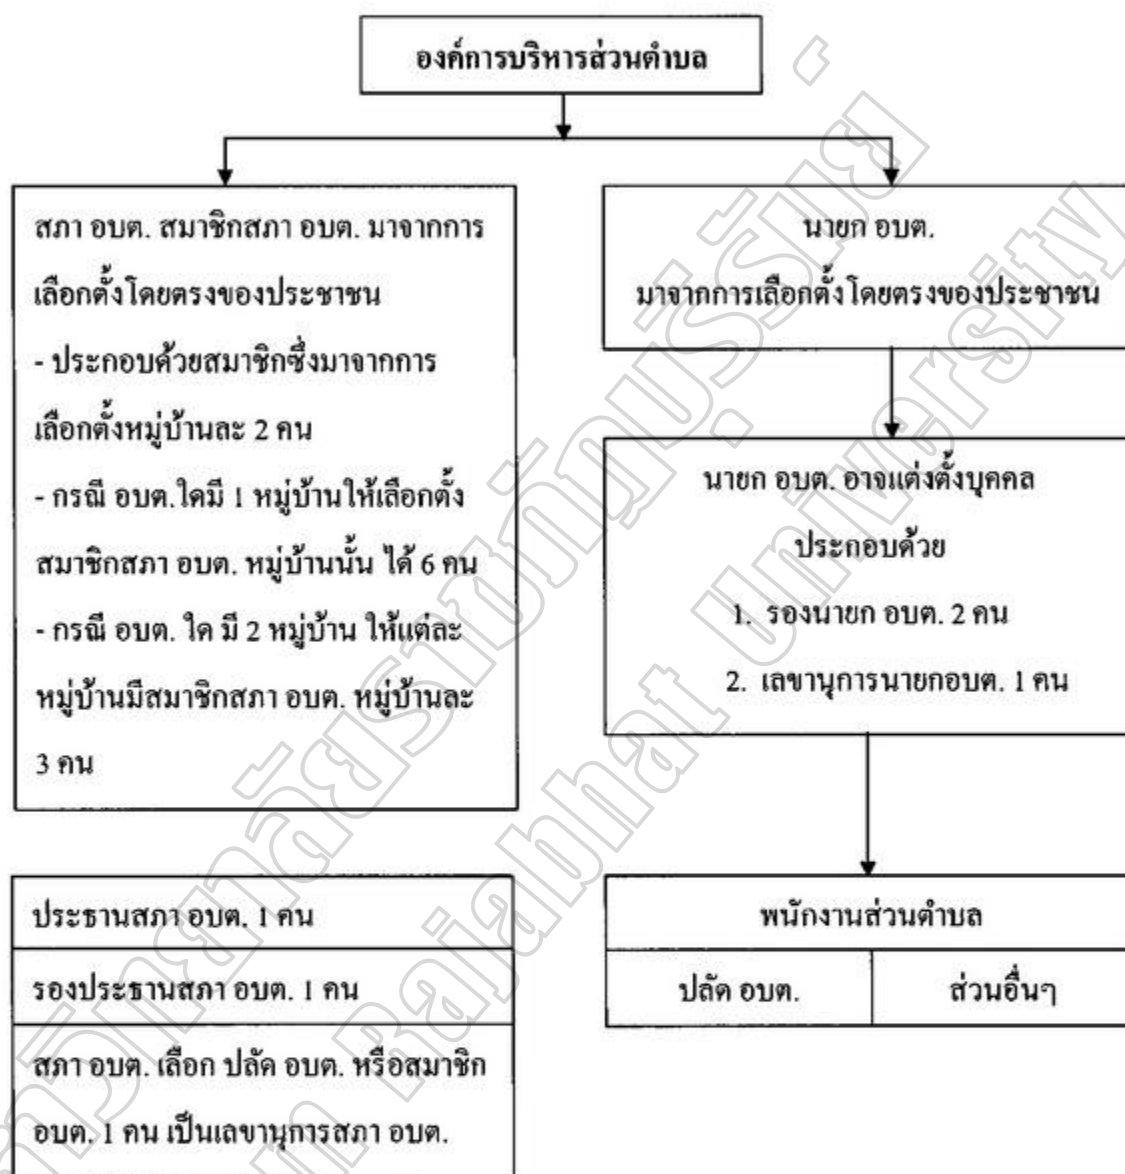 องค์การบริหารส่วนตำบล
สภา อบต. สมาชิกสภา อบต. มาจากการ
เลือกตั้งโดยตรงของประชาชน
- ประกอบด้วยสมาชิกซึ่งมาจากการ
เลือกตั้งหมู่บ้านละ 2 คน
- กรณี อบต.ใดมี 1 หมู่บ้านให้เลือกตั้ง
สมาชิกสภา อบต. หมู่บ้านนั้น ได้ 6 คน
- กรณี อบต. ใด มี 2 หมู่บ้าน ให้แต่ละ
หมู่บ้านมีสมาชิกสภา อบต. หมู่บ้านละ
3 คน
นายก อบต.
มาจากการเลือกตั้งโดยตรงของประชาชน
นายก อบต. อาจแต่งตั้งบุคคล
ประกอบด้วย
1. รองนายก อบต. 2 คน
2. เลขานุการนายกอบต. 1 คน
ประธานสภา อบต. 1 คน
รองประธานสภา อบต. 1 คน
สภา อบต. เลือก ปลัด อบต. หรือสมาชิก
อบต. 1 คน เป็นเลขานุการสภา อบต.
พนักงานส่วนตำบล
ปลัด อบต.
ส่วนอื่นๆ
Rajabhat University